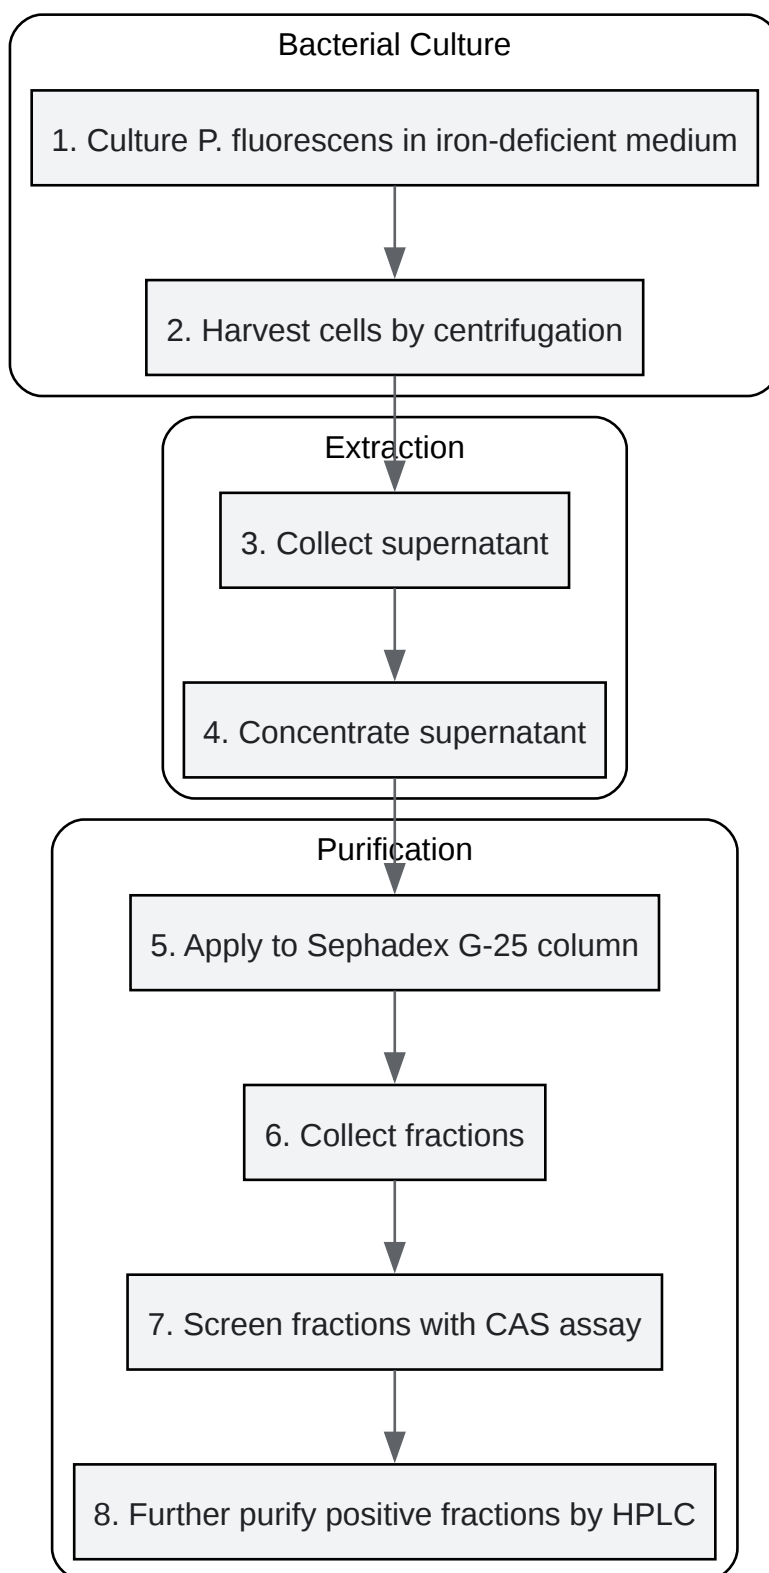 Bacterial Culture
1. Culture P. fluorescens in iron-deficient medium
2. Harvest cells by centrifugation
Extraction
3. Collect supernatant
4. Concentrate supernatant
Purification
5. Apply to Sephadex G-25 column
6. Collect fractions
7. Screen fractions with CAS assay
8. Further purify positive fractions by HPLC